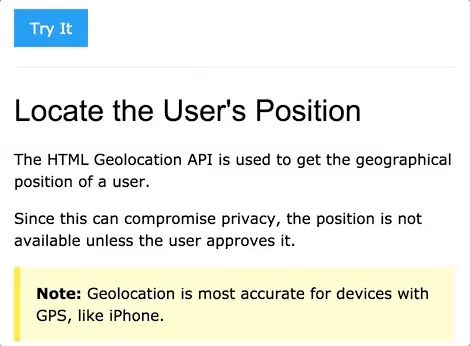 Try It
Locate the User's Position
The HTML Geolocation API is used to get the geographical
position of a user.
Since this can compromise privacy, the position is not
available unless the user approves it.
Note: Geolocation is most accurate for devices with
GPS, like iPhone.